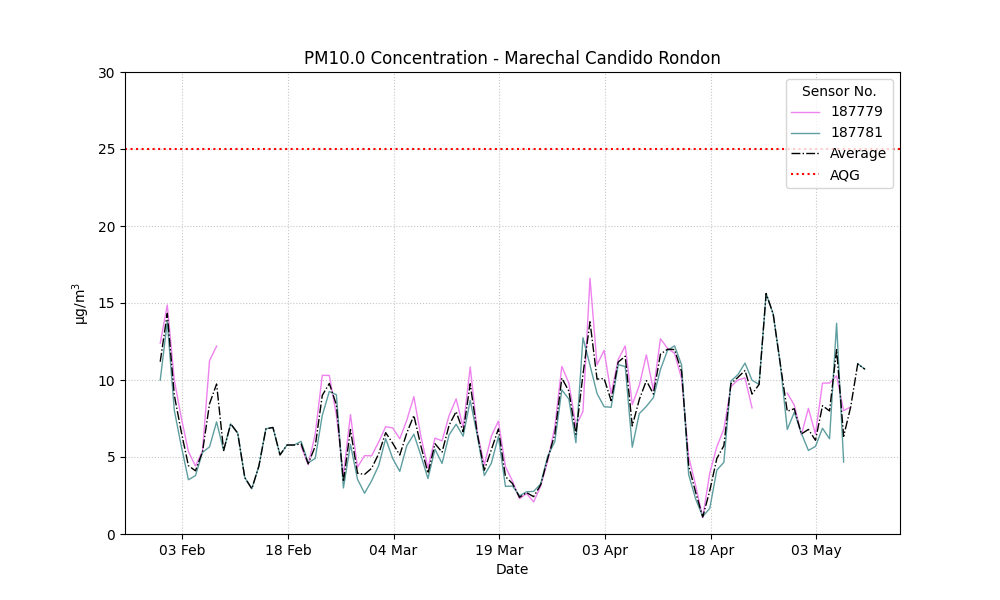 PM10.0 Concentration - Marechal Candido Rondon
30
25
20
15
10
5
0
µg/m³
Sensor No.
187779
187781
Average
AQG
03 Feb
18 Feb
04 Mar
19 Mar
03 Apr
18 Apr
03 May
Date